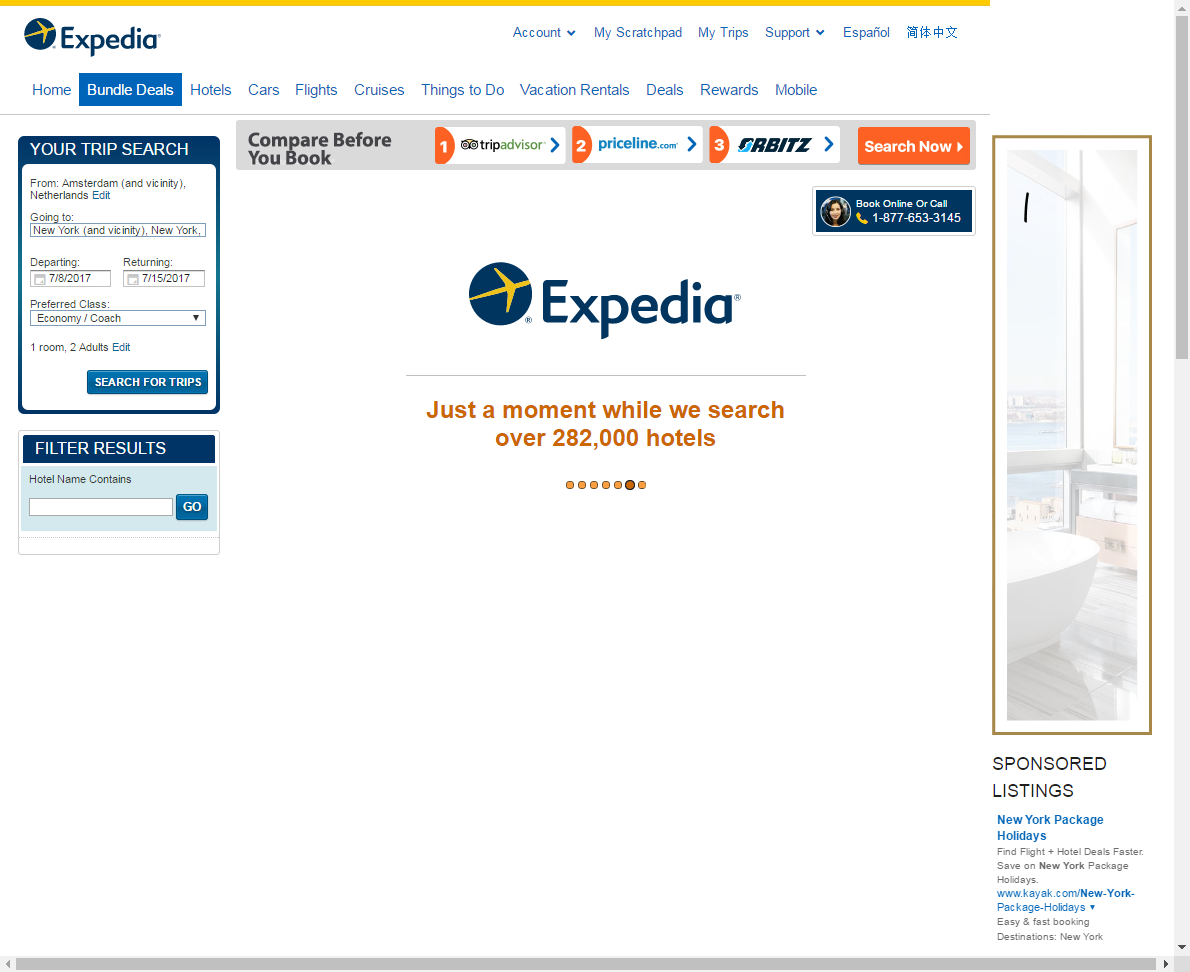 Expedia®
Account My Scratchpad My Trips Support Español 简体中文
Home Bundle Deals Hotels Cars Flights Cruises Things to Do Vacation Rentals Deals Rewards Mobile
YOUR TRIP SEARCH
From: Amsterdam (and vicinity),
Netherlands Edit
Going to:
New York (and vicinity), New York,
Departing: Returning:
7/8/2017 7/15/2017
Preferred Class:
Economy / Coach
1 room, 2 Adults Edit
SEARCH FOR TRIPS
FILTER RESULTS
Hotel Name Contains
GO
Compare Before
You Book
1 tripadvisor 2 priceline.com 3 ORBITZ Search Now
Book Online Or Call
1-877-653-3145
Expedia®
Just a moment while we search
over 282,000 hotels
SPONSORED
LISTINGS
New York Package
Holidays
Find Flight + Hotel Deals Faster.
Save on New York Package
Holidays.
www.kayak.com/New-York-
Package-Holidays
Easy & fast booking
Destinations: New York